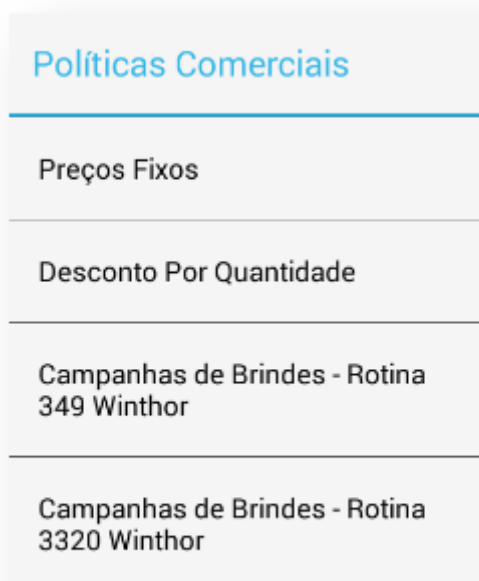 Políticas Comerciais
Preços Fixos
Desconto Por Quantidade
Campanhas de Brindes - Rotina
349 Winthor
Campanhas de Brindes - Rotina
3320 Winthor